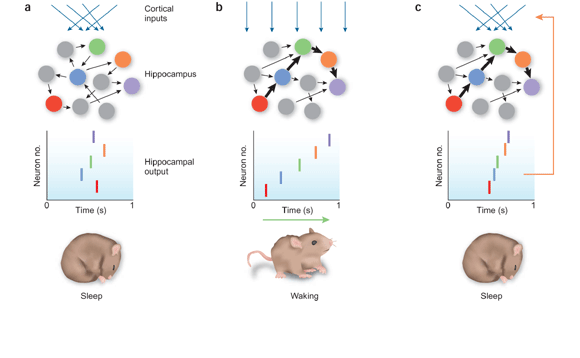 a
b
c
Cortical
inputs
Hippocampus
Neuron no.
Neuron no.
Neuron no.
Hippocampal
output
0
1
0
1
0
1
Time (s)
Time (s)
Time (s)
Sleep
Waking
Sleep